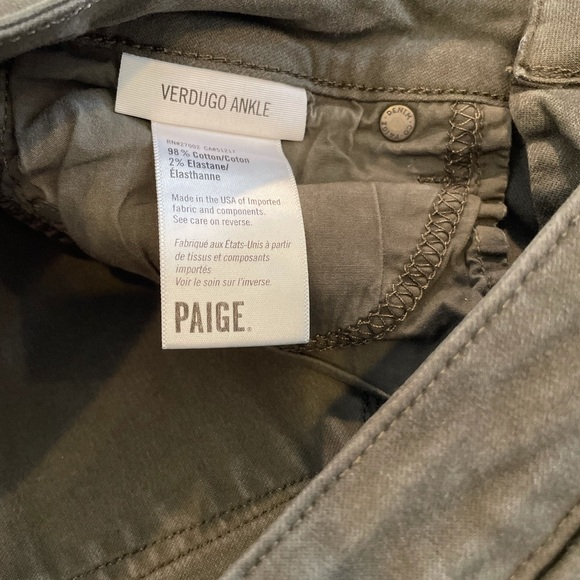 VERDUGO ANKLE
98% Cotton/Coton
2% Elastane/
Élasthanne
Made in the USA of Imported
fabric and components.
See care on reverse.
Fabriqué aux États-Unis à partir
de tissus et composants
importés
Voir le soin sur l'inverse.
PAIGE®
DENIM